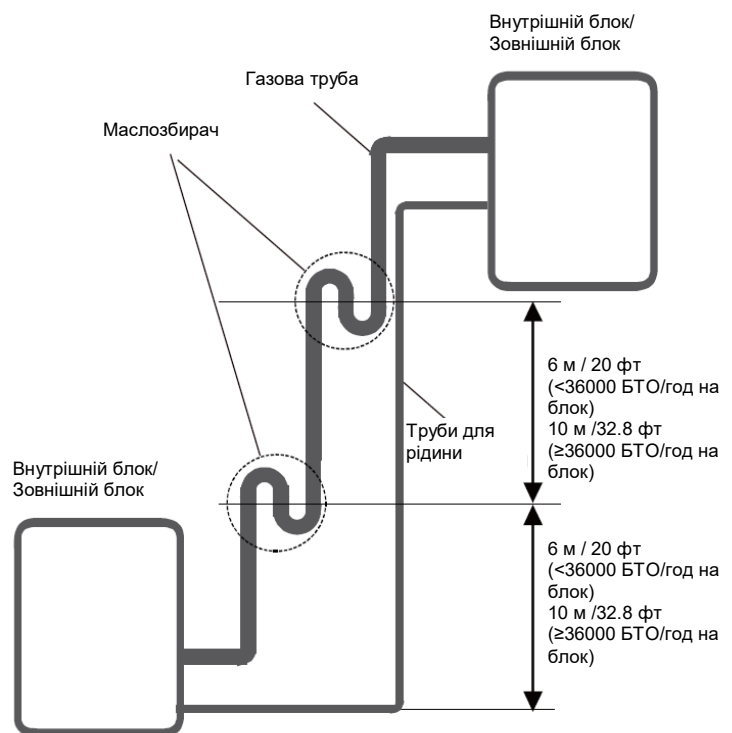 Внутрішній блок/
Зовнішній блок
Газова труба
Маслозбирач
6 м / 20 фт
(<36000 БТО/год на
блок)
10 м /32.8 фт
(≥36000 БТО/год на
блок)
Труби для
рідини
Внутрішній блок/
Зовнішній блок
6 м / 20 фт
(<36000 БТО/год на
блок)
10 м /32.8 фт
(≥36000 БТО/год на
блок)